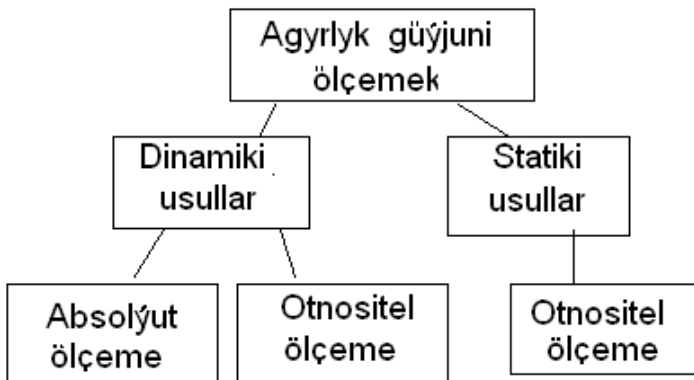 Agyrlyk güýjuni
ölçemek
Dinamiki
usullar
Statiki
usullar
Absolýut
ölçeme
Otnositel
ölçeme
Otnositel
ölçeme